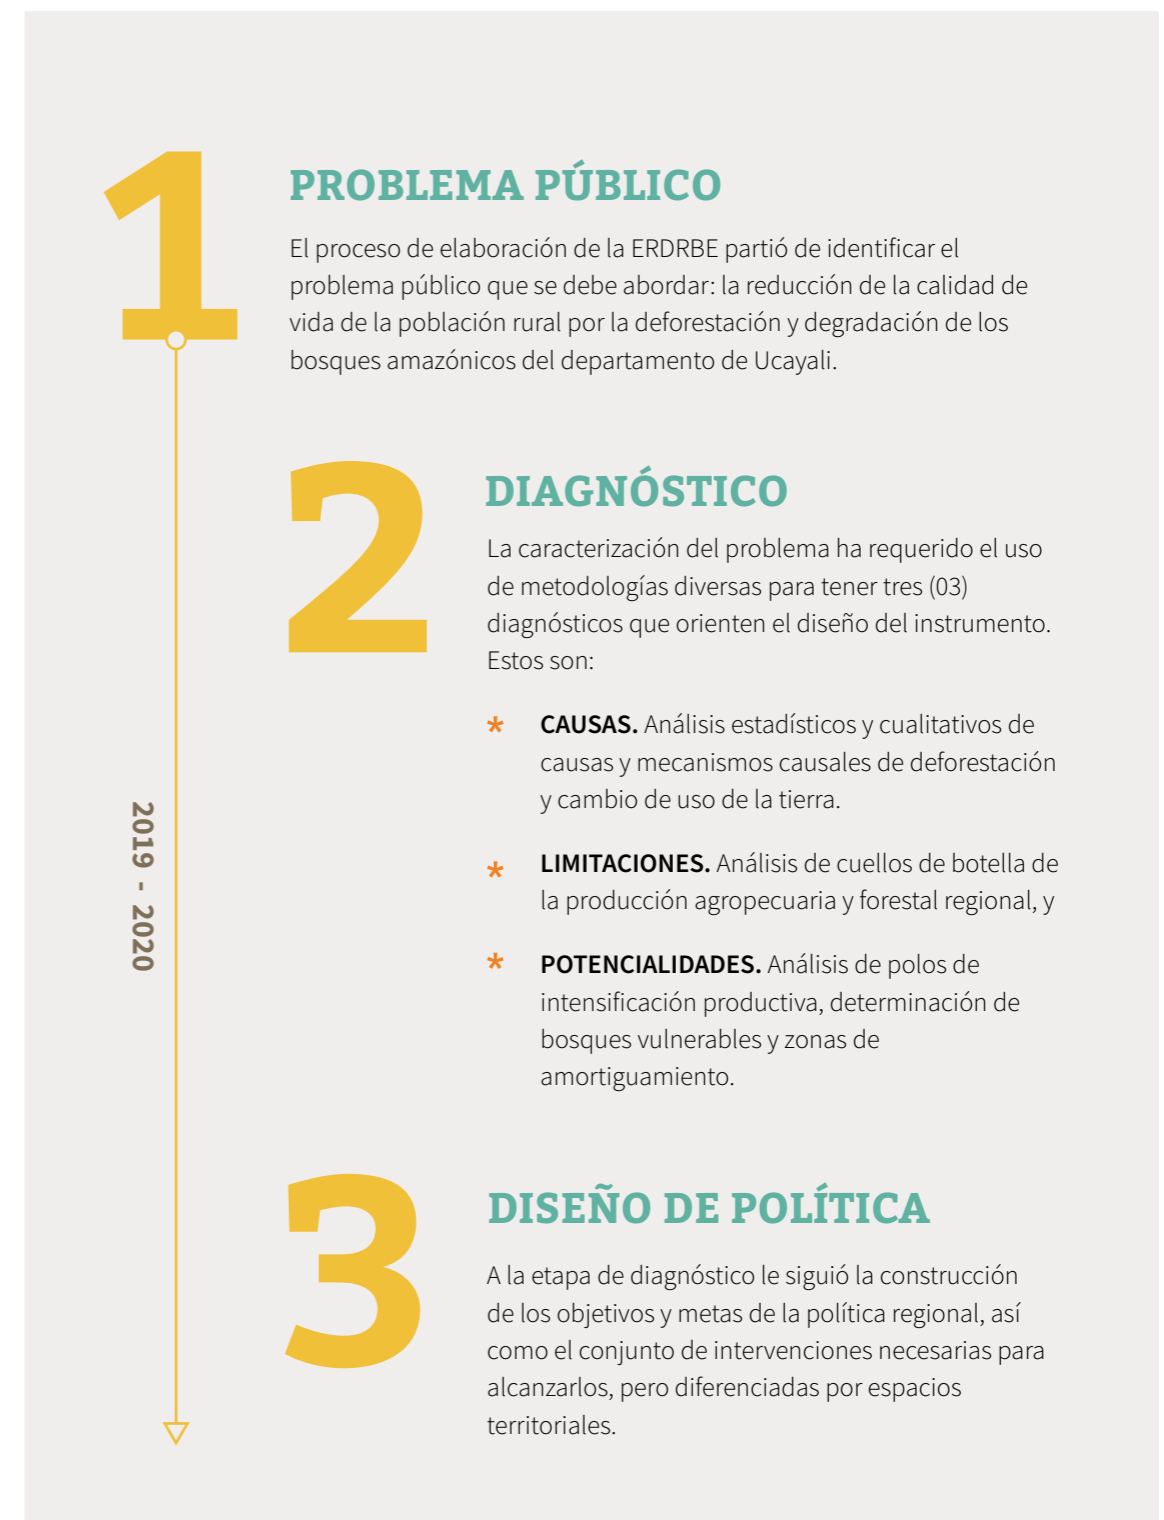 1
PROBLEMA PÚBLICO
El proceso de elaboración de la ERDRBE partió de identificar el
problema público que se debe abordar: la reducción de la calidad de
vida de la población rural por la deforestación y degradación de los
bosques amazónicos del departamento de Ucayali.
2
DIAGNÓSTICO
La caracterización del problema ha requerido el uso
de metodologías diversas para tener tres (03)
diagnósticos que orienten el diseño del instrumento.
Estos son:
* CAUSAS. Análisis estadísticos y cualitativos de
causas y mecanismos causales de deforestación
y cambio de uso de la tierra.
* LIMITACIONES. Análisis de cuellos de botella de
la producción agropecuaria y forestal regional, y
* POTENCIALIDADES. Análisis de polos de
intensificación productiva, determinación de
bosques vulnerables y zonas de
amortiguamiento.
2019 - 2020
3
DISEÑO DE POLÍTICA
A la etapa de diagnóstico le siguió la construcción
de los objetivos y metas de la política regional, así
como el conjunto de intervenciones necesarias para
alcanzarlos, pero diferenciadas por espacios
territoriales.